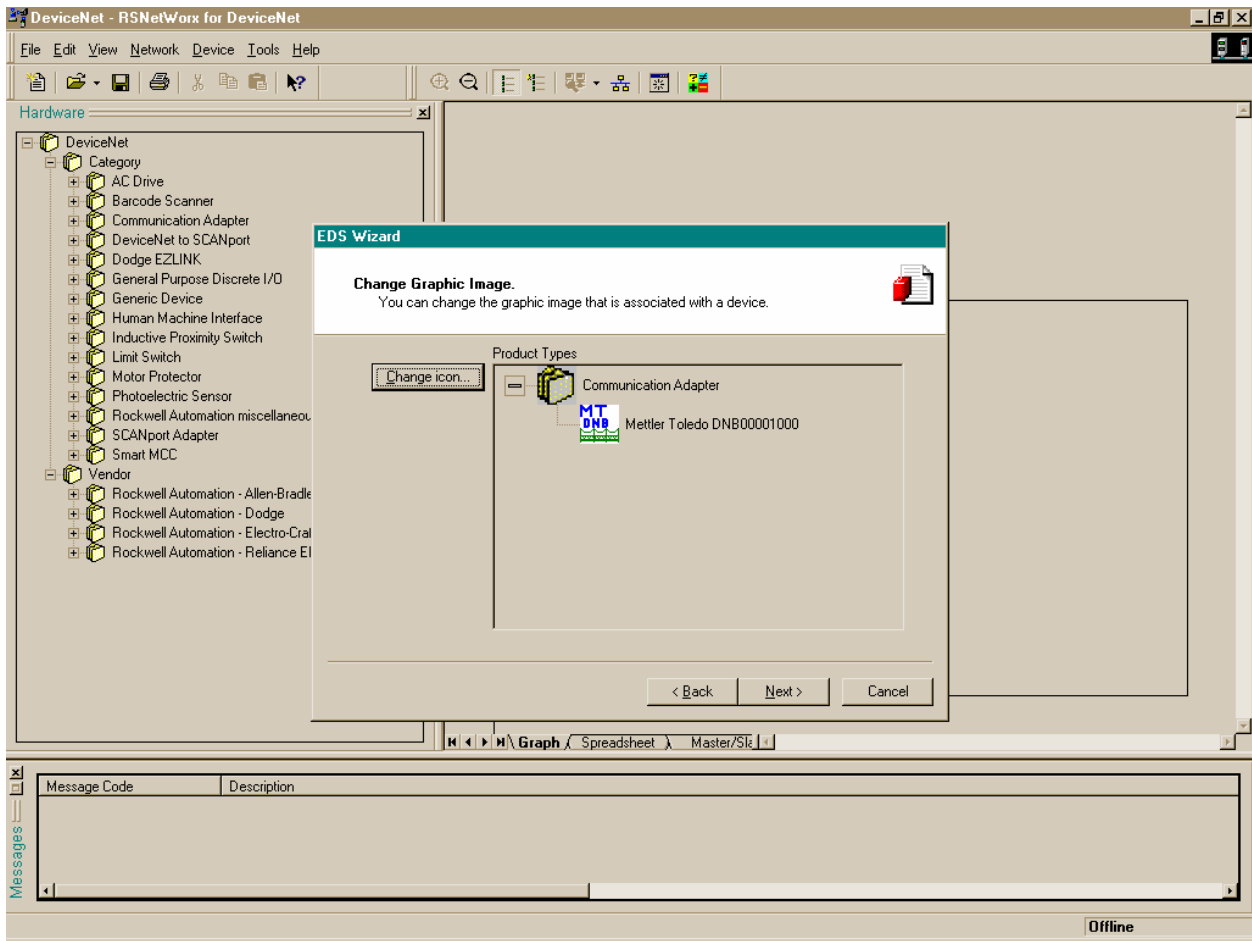 DeviceNet - RSNetWorx for DeviceNet
File Edit View Network Device Tools Help
Hardware
DeviceNet
Category
AC Drive
Barcode Scanner
Communication Adapter
DeviceNet to SCANport
Dodge EZLINK
General Purpose Discrete I/O
Generic Device
Human Machine Interface
Inductive Proximity Switch
Limit Switch
Motor Protector
Photoelectric Sensor
Rockwell Automation miscellaneou
SCANport Adapter
Smart MCC
Vendor
Rockwell Automation - Allen-Bradle
Rockwell Automation - Dodge
Rockwell Automation - Electro-Craf
Rockwell Automation - Reliance El
EDS Wizard
Change Graphic Image.
You can change the graphic image that is associated with a device.
Product Types
Change icon...
Communication Adapter
MT
DNB
Mettler Toledo DNB00001000
< Back
Next >
Cancel
Graph
Spreadsheet
Master/Sla
Messages
Message Code
Description
Offline